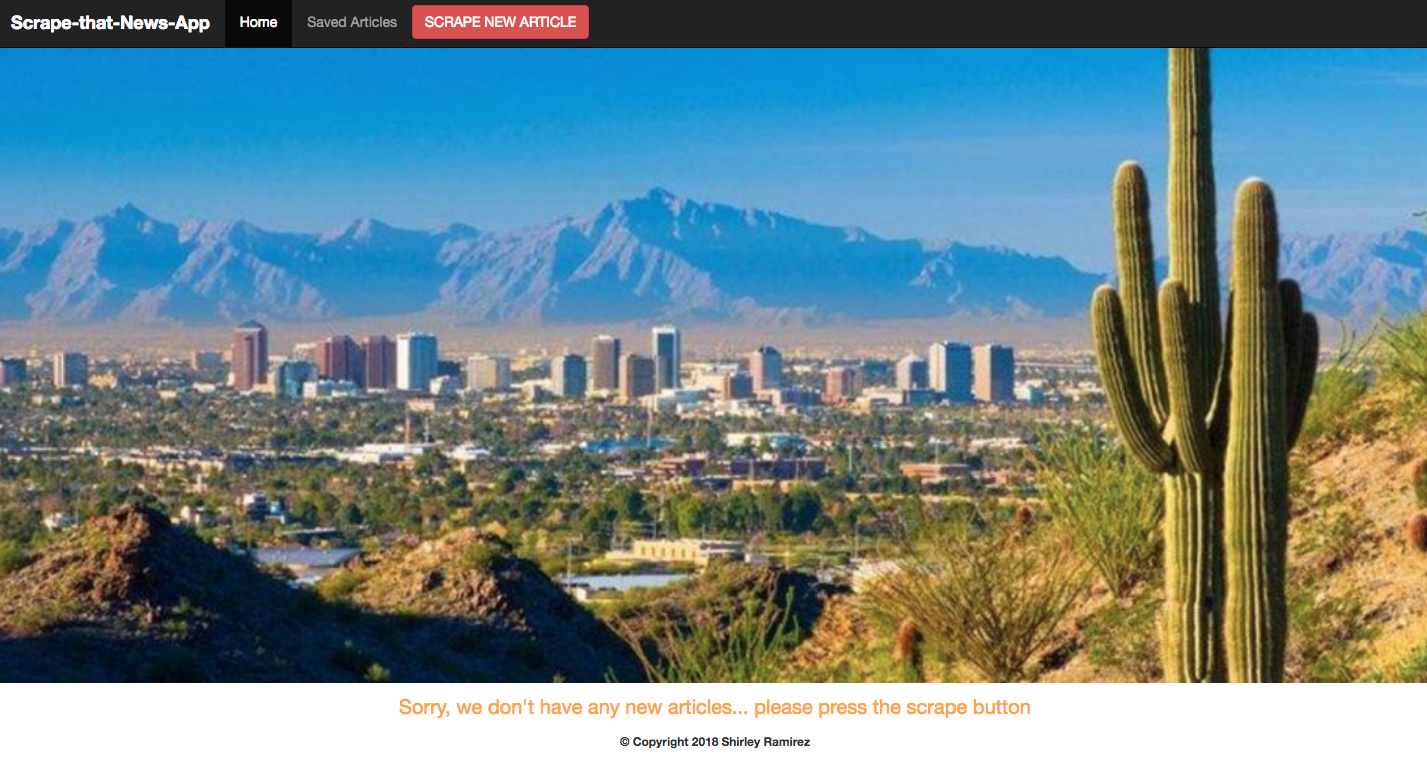 Scrape-that-News-App Home Saved Articles SCRAPE NEW ARTICLE
Sorry, we don't have any new articles... please press the scrape button
© Copyright 2018 Shirley Ramirez